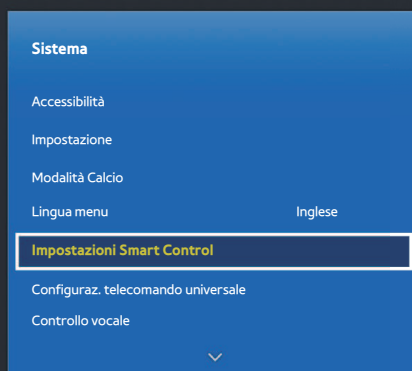 Sistema
Accessibilità
Impostazione
Modalità Calcio
Lingua menu Inglese
Impostazioni Smart Control
Configuraz. telecomando universale
Controllo vocale